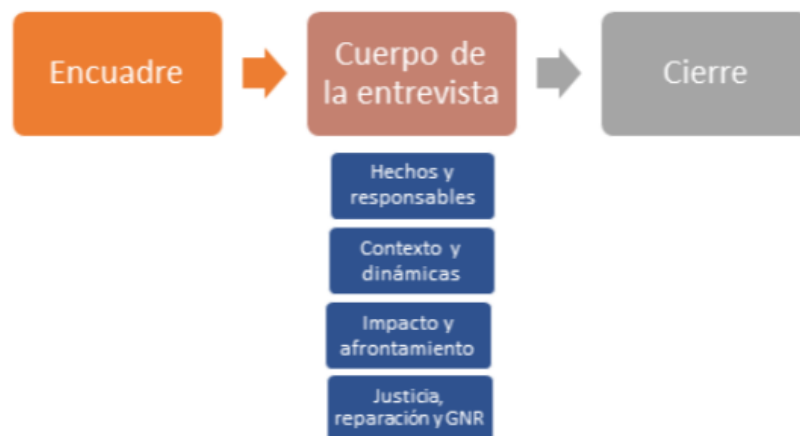 Encuadre
Cuerpo de
la entrevista
Cierre
Hechos y
responsables
Contexto y
dinámicas
Impacto y
afrontamiento
Justicia,
reparación y GNR